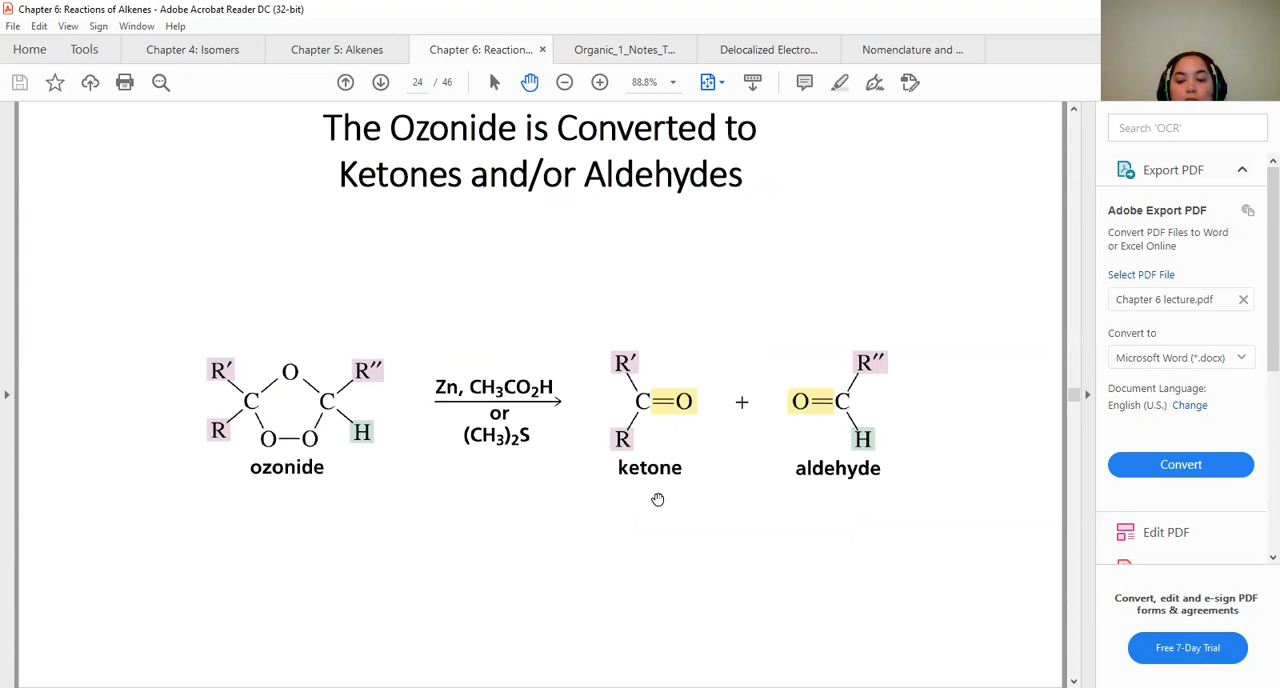 Chapter 6: Reactions of Alkenes - Adobe Acrobat Reader DC (32-bit)
File Edit View Sign Window Help
Home Tools Chapter 4: Isomers Chapter 5: Alkenes Chapter 6: Reaction... × Organic_1_Notes_T... Delocalized Electro... Nomenclature and ...
24 / 46 88.8%
The Ozonide is Converted to
Ketones and/or Aldehydes
R′ O R″
C C
R O—O H
ozonide
Zn, CH₃CO₂H
or
(CH₃)₂S
R′
C=O
R
ketone
+
R″
O=C
H
aldehyde
Search 'OCR'
Export PDF
Adobe Export PDF
Convert PDF Files to Word
or Excel Online
Select PDF File
Chapter 6 lecture.pdf
Convert to
Microsoft Word (*.docx)
Document Language:
English (U.S.) Change
Convert
Edit PDF
Convert, edit and e-sign PDF
forms & agreements
Free 7-Day Trial